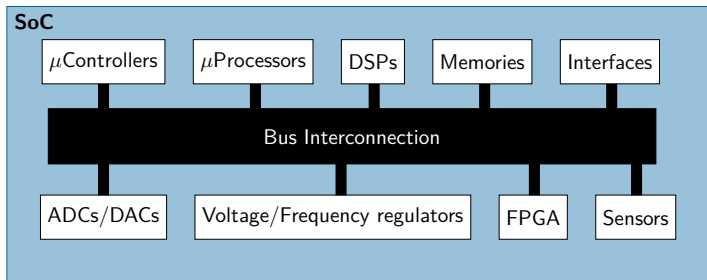 SoC
μControllers μProcessors DSPs Memories Interfaces
Bus Interconnection
ADCs/DACs Voltage/Frequency regulators FPGA Sensors